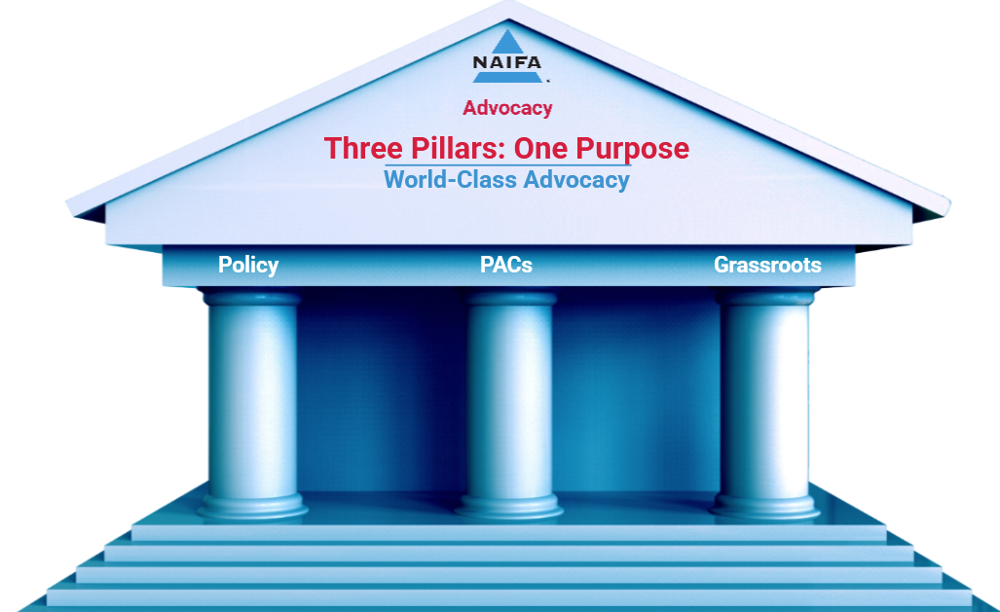 NAIFA
Advocacy
Three Pillars: One Purpose
World-Class Advocacy
Policy PACs Grassroots